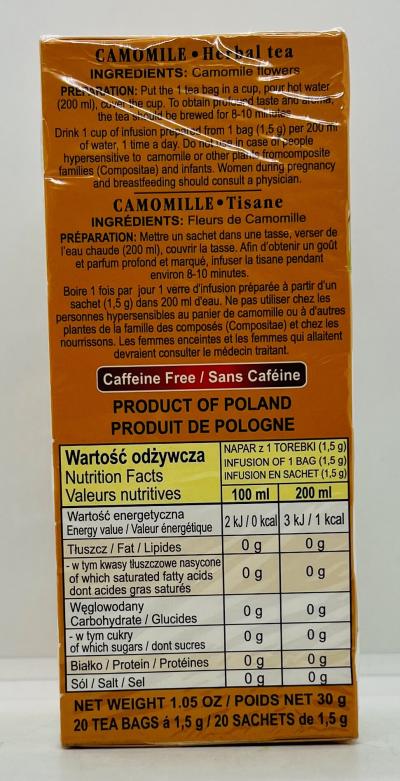 CAMOMILE • Herbal tea
INGREDIENTS: Camomile flowers
PREPARATION: Put the 1 tea bag in a cup, pour hot water
(200 ml), cover the cup. To obtain profound taste and aroma,
the tea should be brewed for 8-10 minutes.
Drink 1 cup of infusion prepared from 1 bag (1,5 g) per 200 ml
of water, 1 time a day. Do not use in case of people
hypersensitive to camomile or other plants fromcomposite
families (Compositae) and infants. Women during pregnancy
and breastfeeding should consult a physician.
CAMOMILLE • Tisane
INGRÉDIENTS: Fleurs de Camomille
PRÉPARATION: Mettre un sachet dans une tasse, verser de
l'eau chaude (200 ml), couvrir la tasse. Afin d'obtenir un goût
et parfum profond et marqué, infuser la tisane pendant
environ 8-10 minutes.
Boire 1 fois par jour 1 verre d'infusion préparée à partir d'un
sachet (1,5 g) dans 200 ml d'eau. Ne pas utiliser chez les
personnes hypersensibles au panier de camomille ou à d'autres
plantes de la famille des composés (Compositae) et chez les
nourrissons. Les femmes enceintes et les femmes qui allaitent
devraient consulter le médecin traitant.
Caffeine Free / Sans Caféine
PRODUCT OF POLAND
PRODUIT DE POLOGNE
Wartość odżywcza
Nutrition Facts
Valeurs nutritives
NAPAR z 1 TOREBKI (1,5 g)
INFUSION OF 1 BAG (1,5 g)
INFUSION EN SACHET (1,5 g)
100 ml 200 ml
Wartość energetyczna
Energy value / Valeur énergétique
2 kJ / 0 kcal 3 kJ / 1 kcal
Tłuszcz / Fat / Lipides 0 g 0 g
- w tym kwasy tłuszczowe nasycone
of which saturated fatty acids
dont acides gras saturés
0 g 0 g
Węglowodany
Carbohydrate / Glucides
0 g 0 g
- w tym cukry
of which sugars / dont sucres
0 g 0 g
Białko / Protein / Protéines 0 g 0 g
Sól / Salt / Sel 0 g 0 g
NET WEIGHT 1.05 OZ / POIDS NET 30 g
20 TEA BAGS á 1,5 g / 20 SACHETS de 1,5 g